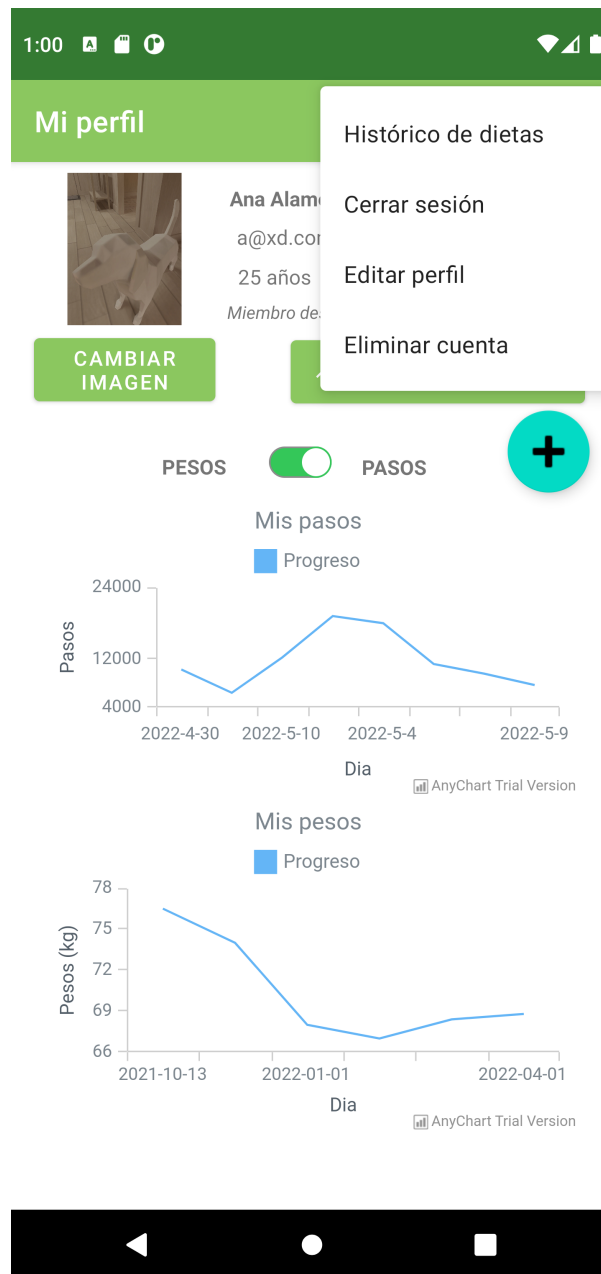 1:00
Mi perfil
Histórico de dietas
Cerrar sesión
Editar perfil
Eliminar cuenta
Ana
a@xd.co
25 años
Miembro
CAMBIAR
IMAGEN
PESOS
PASOS
Mis pasos
Progreso
24000
12000
4000
Pasos
2022-4-30 2022-5-10 2022-5-4 2022-5-9
Dia
AnyChart Trial Version
Mis pesos
Progreso
78
75
72
69
66
Pesos (kg)
2021-10-13 2022-01-01 2022-04-01
Dia
AnyChart Trial Version